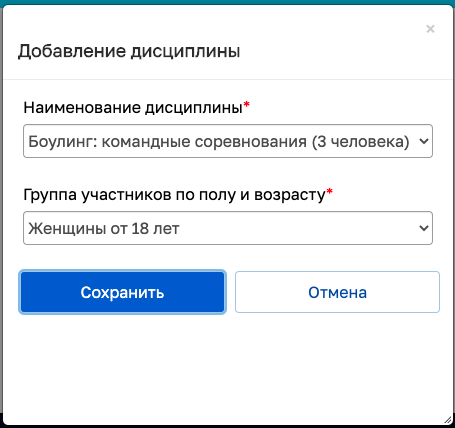 ×
Добавление дисциплины
Наименование дисциплины*
Боулинг: командные соревнования (3 человека)
Группа участников по полу и возрасту*
Женщины от 18 лет
Сохранить
Отмена